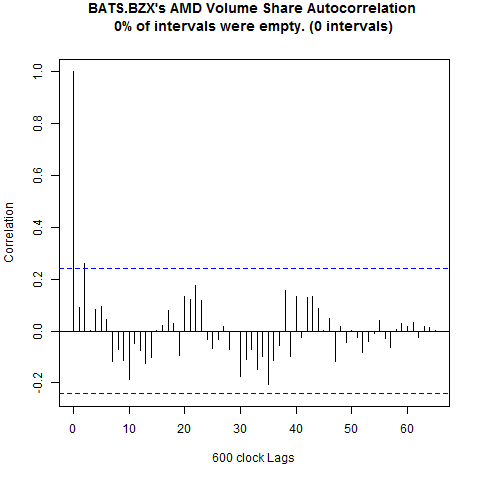 BATS.BZX's AMD Volume Share Autocorrelation
0% of intervals were empty. (0 intervals)
1.0
0.8
0.6
0.4
0.2
0.0
-0.2
Correlation
0 10 20 30 40 50 60
600 clock Lags